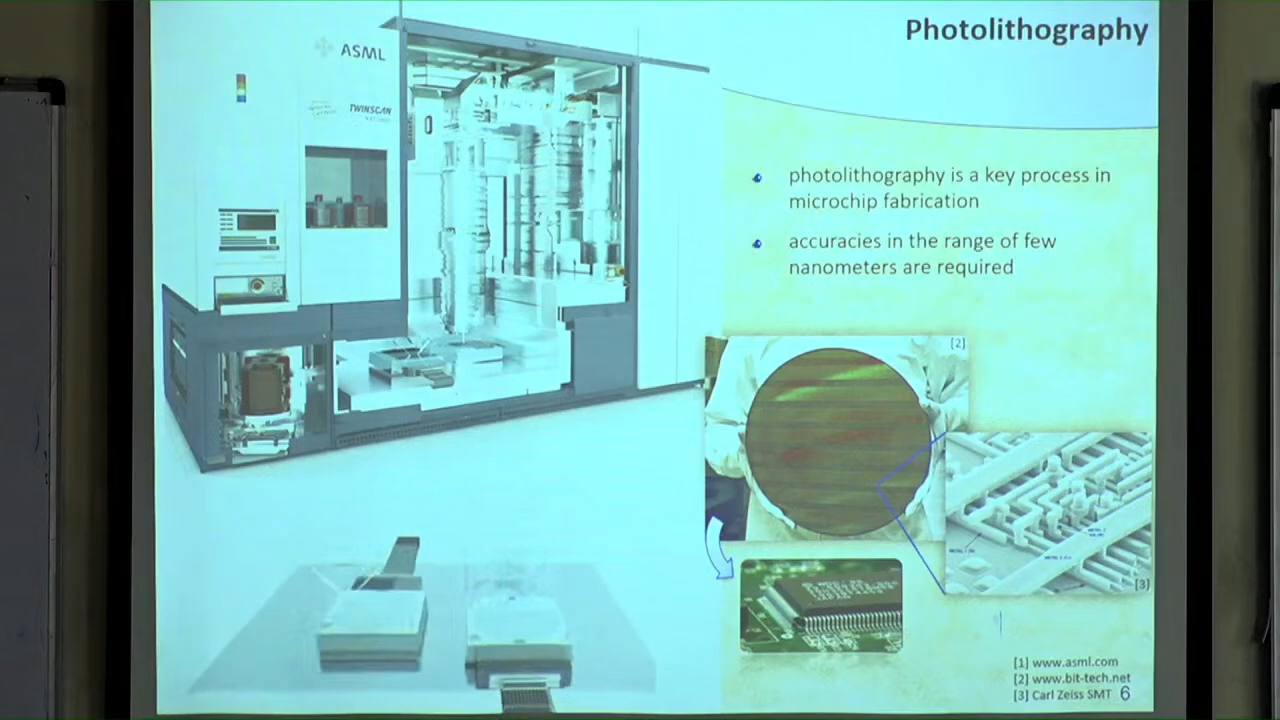 Photolithography
ASML
TWINSCAN
photolithography is a key process in
microchip fabrication
accuracies in the range of few
nanometers are required
[2]
[3]
[1] www.asml.com
[2] www.bit-tech.net
[3] Carl Zeiss SMT 6